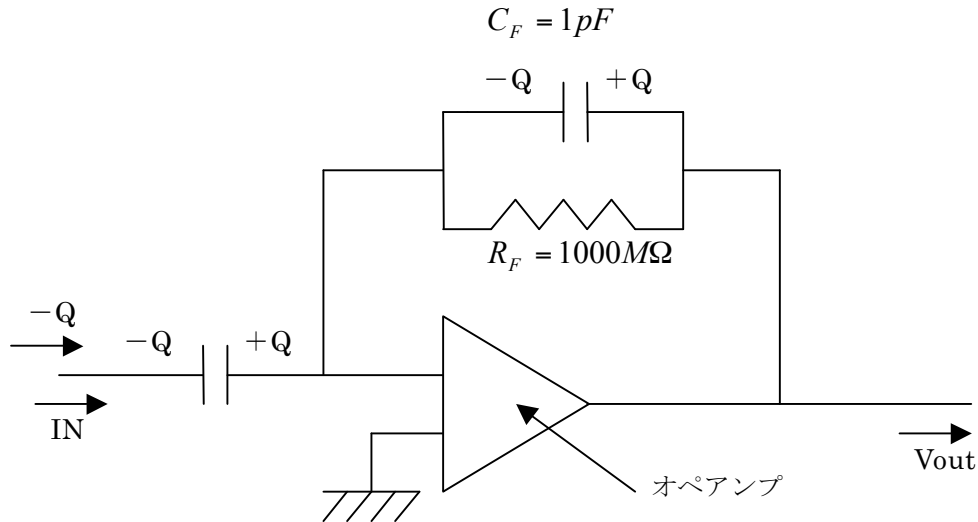 C_F = 1pF
−Q +Q
R_F = 1000MΩ
−Q
−Q +Q
IN
オペアンプ
Vout